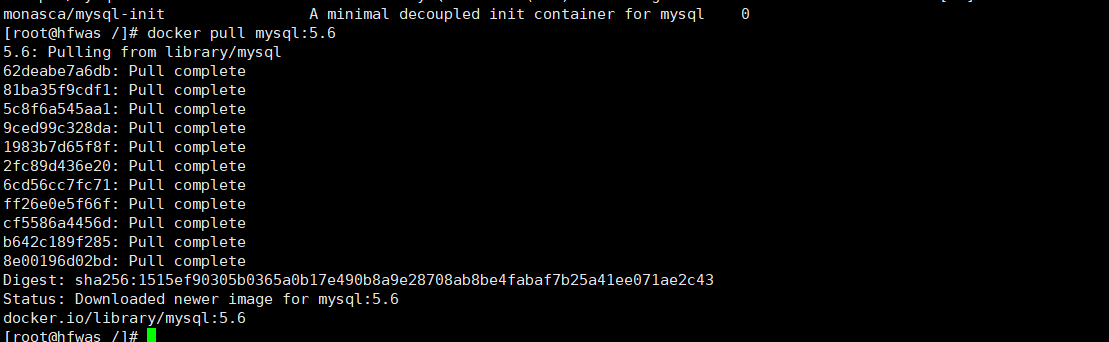 monasca/mysql-init                A minimal decoupled init container for mysql    0
[root@hfwas /]# docker pull mysql:5.6
5.6: Pulling from library/mysql
62deabe7a6db: Pull complete
81ba35f9cdf1: Pull complete
5c8f6a545aa1: Pull complete
9ced99c328da: Pull complete
1983b7d65f8f: Pull complete
2fc89d436e20: Pull complete
6cd56cc7fc71: Pull complete
ff26e0e5f66f: Pull complete
cf5586a4456d: Pull complete
b642c189f285: Pull complete
8e00196d02bd: Pull complete
Digest: sha256:1515ef90305b0365a0b17e490b8a9e28708ab8be4fabaf7b25a41ee071ae2c43
Status: Downloaded newer image for mysql:5.6
docker.io/library/mysql:5.6
[root@hfwas /]#